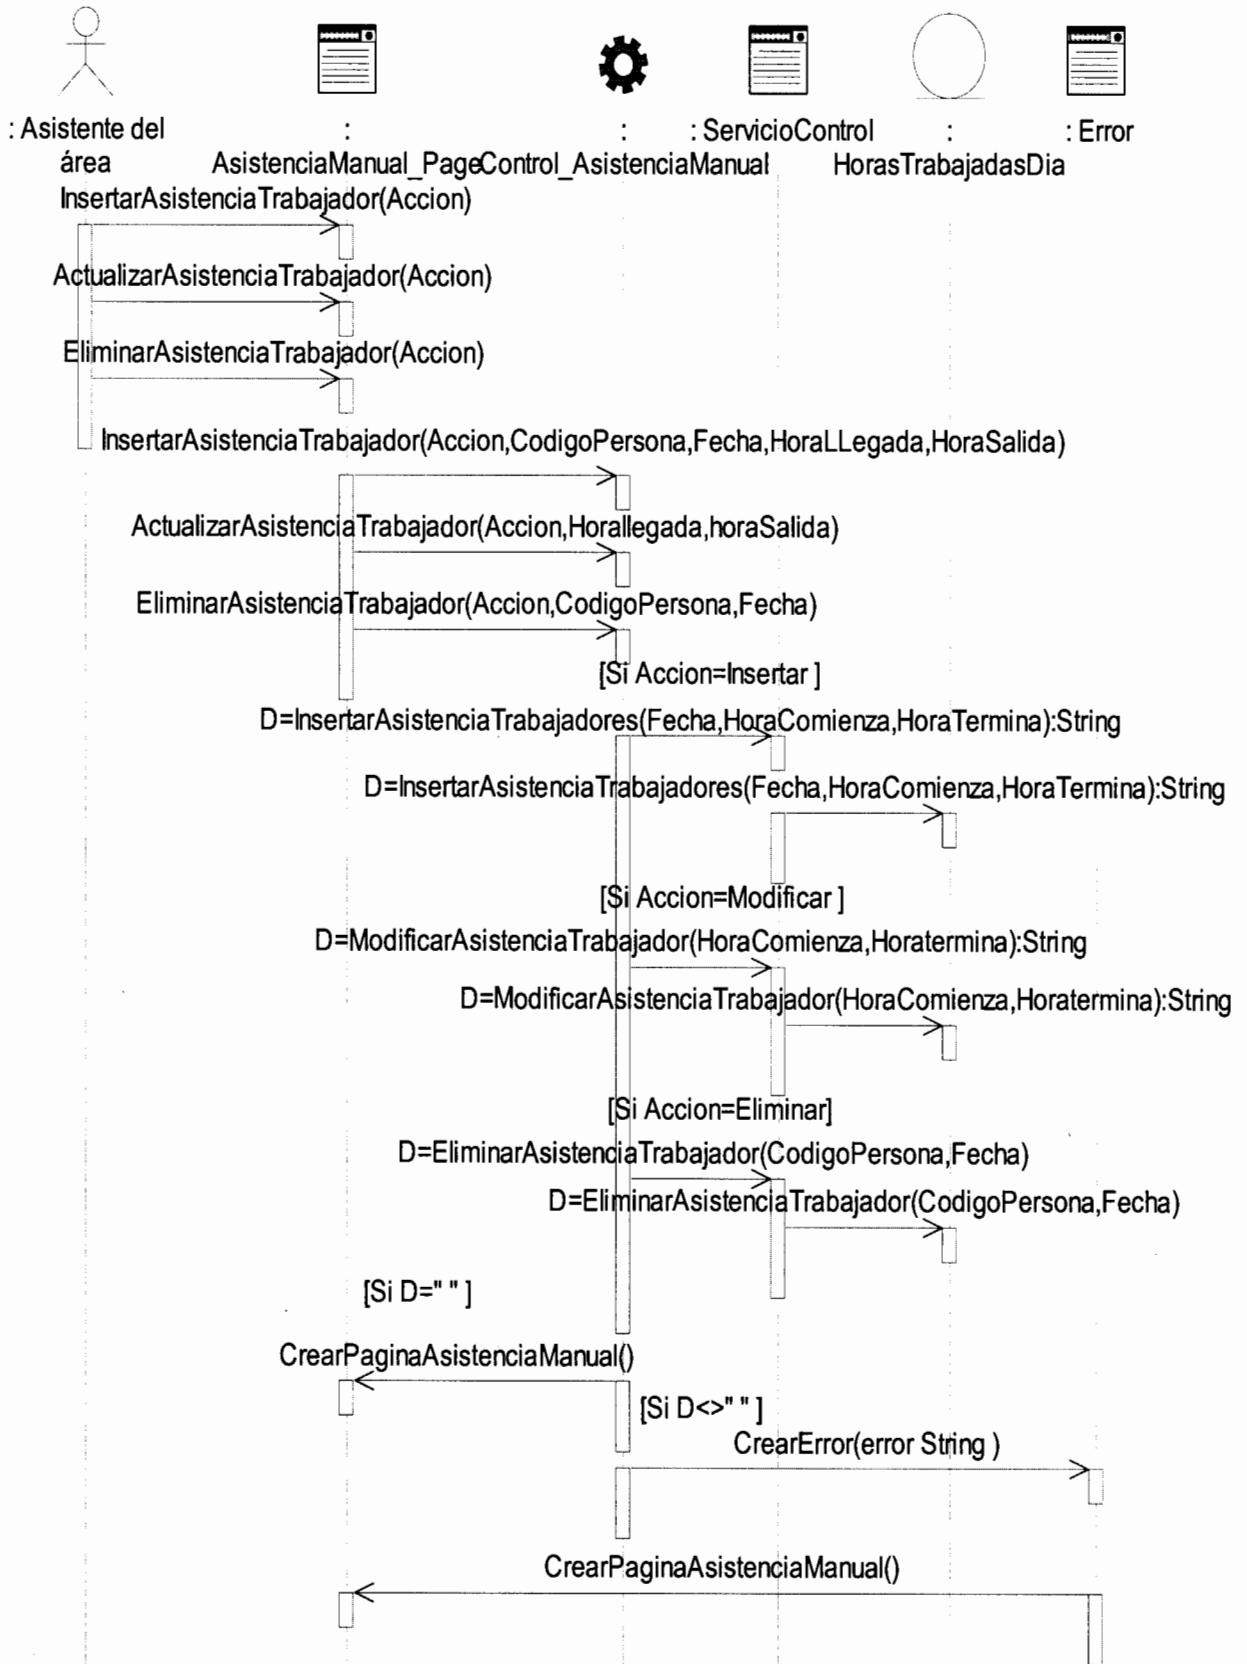 : Asistente del
área
:
AsistenciaManual_Page
:
Control_AsistenciaManual
: ServicioControl
:
HorasTrabajadasDia
: Error
InsertarAsistenciaTrabajador(Accion)
ActualizarAsistenciaTrabajador(Accion)
EliminarAsistenciaTrabajador(Accion)
InsertarAsistenciaTrabajador(Accion,CodigoPersona,Fecha,HoraLLegada,HoraSalida)
ActualizarAsistenciaTrabajador(Accion,Horallegada,horaSalida)
EliminarAsistenciaTrabajador(Accion,CodigoPersona,Fecha)
[Si Accion=Insertar ]
D=InsertarAsistenciaTrabajadores(Fecha,HoraComienza,HoraTermina):String
D=InsertarAsistenciaTrabajadores(Fecha,HoraComienza,HoraTermina):String
[Si Accion=Modificar ]
D=ModificarAsistenciaTrabajador(HoraComienza,Horatermina):String
D=ModificarAsistenciaTrabajador(HoraComienza,Horatermina):String
[Si Accion=Eliminar]
D=EliminarAsistenciaTrabajador(CodigoPersona,Fecha)
D=EliminarAsistenciaTrabajador(CodigoPersona,Fecha)
[Si D=" " ]
CrearPaginaAsistenciaManual()
[Si D<>" " ]
CrearError(error String )
CrearPaginaAsistenciaManual()